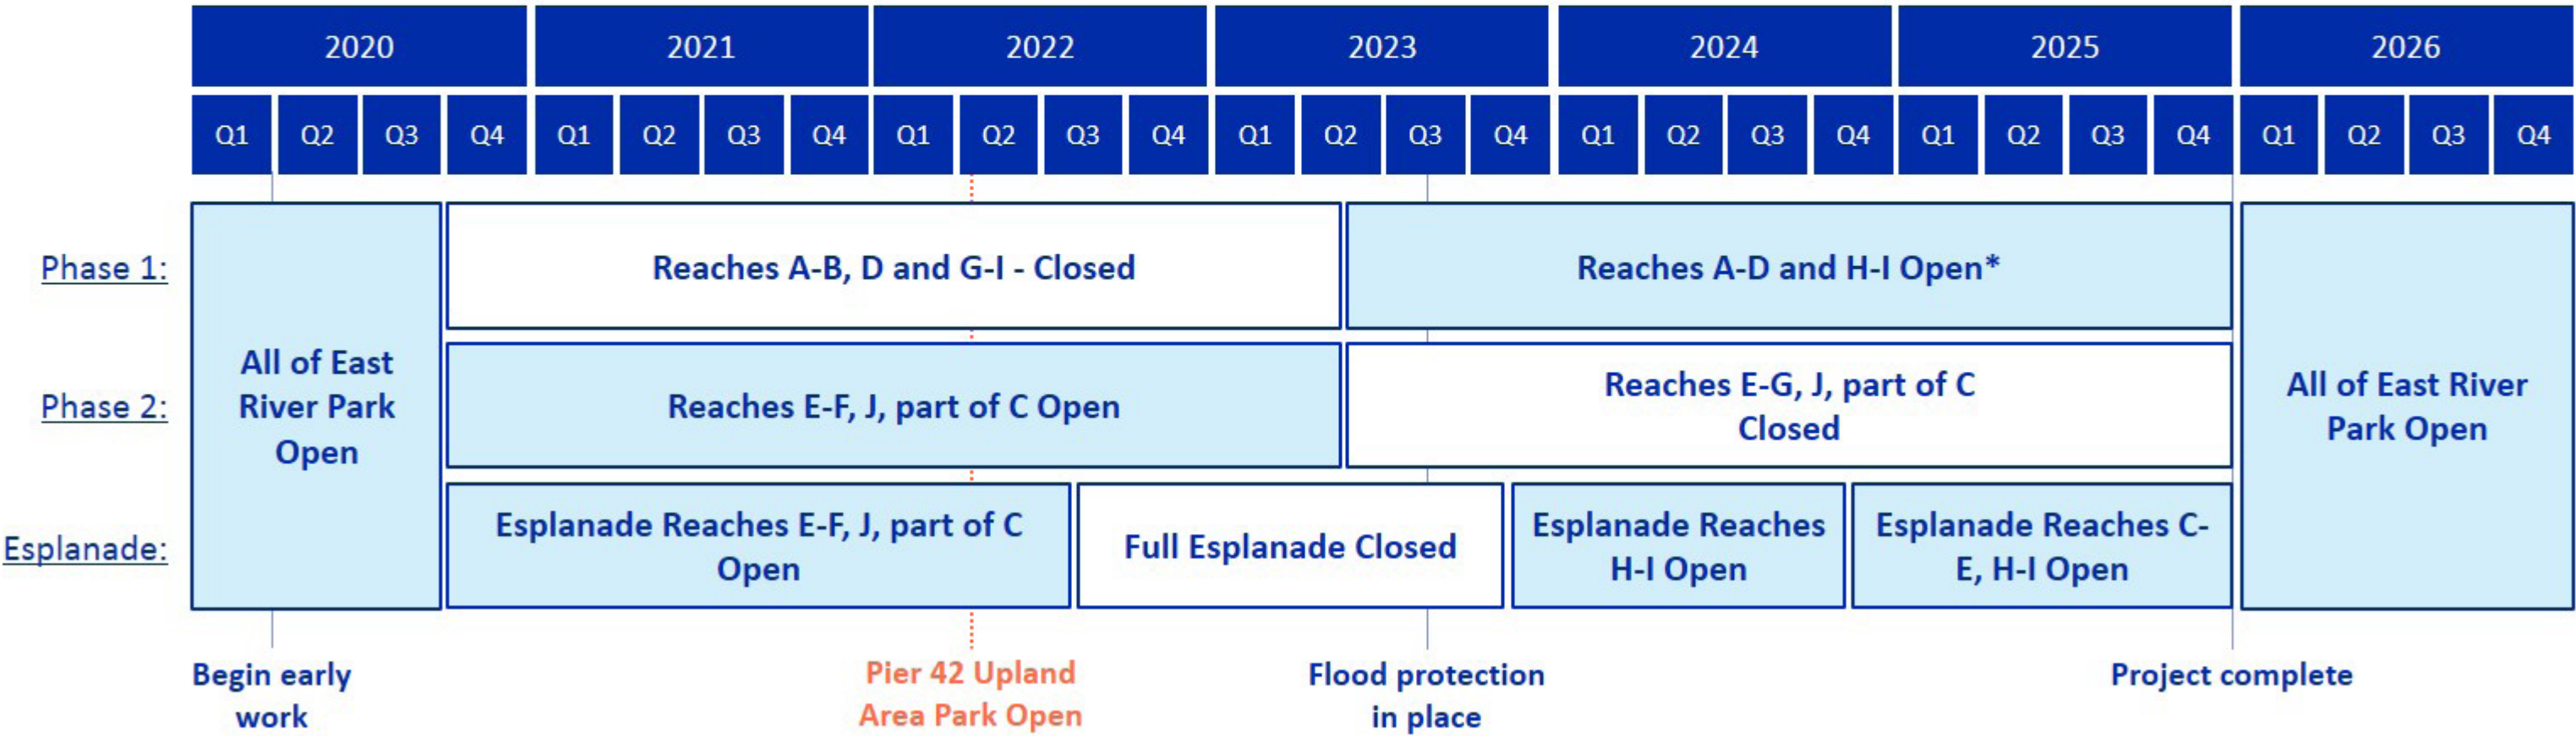 2020 2021 2022 2023 2024 2025 2026
Q1 Q2 Q3 Q4 Q1 Q2 Q3 Q4 Q1 Q2 Q3 Q4 Q1 Q2 Q3 Q4 Q1 Q2 Q3 Q4 Q1 Q2 Q3 Q4 Q1 Q2 Q3 Q4
All of East
River Park
Open
Phase 1:
Reaches A-B, D and G-I - Closed
Reaches A-D and H-I Open*
Phase 2:
Reaches E-F, J, part of C Open
Reaches E-G, J, part of C
Closed
Esplanade:
Esplanade Reaches E-F, J, part of C
Open
Full Esplanade Closed
Esplanade Reaches
H-I Open
Esplanade Reaches C-
E, H-I Open
All of East River
Park Open
Begin early
work
Pier 42 Upland
Area Park Open
Flood protection
in place
Project complete